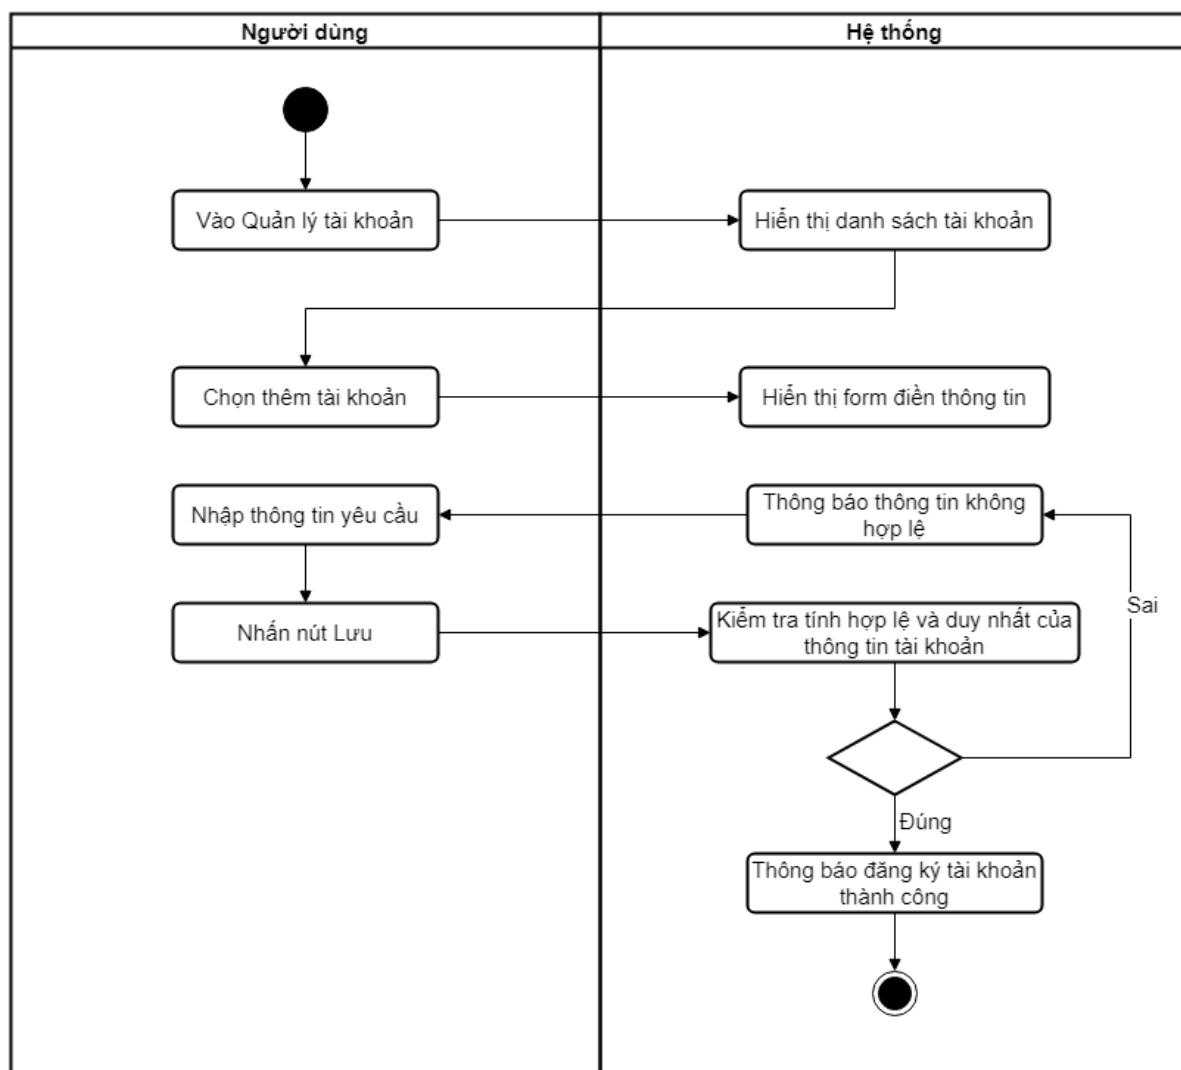 Người dùng
Hệ thống
Vào Quản lý tài khoản
Hiển thị danh sách tài khoản
Chọn thêm tài khoản
Hiển thị form điền thông tin
Nhập thông tin yêu cầu
Thông báo thông tin không
hợp lệ
Sai
Nhấn nút Lưu
Kiểm tra tính hợp lệ và duy nhất của
thông tin tài khoản
Đúng
Thông báo đăng ký tài khoản
thành công